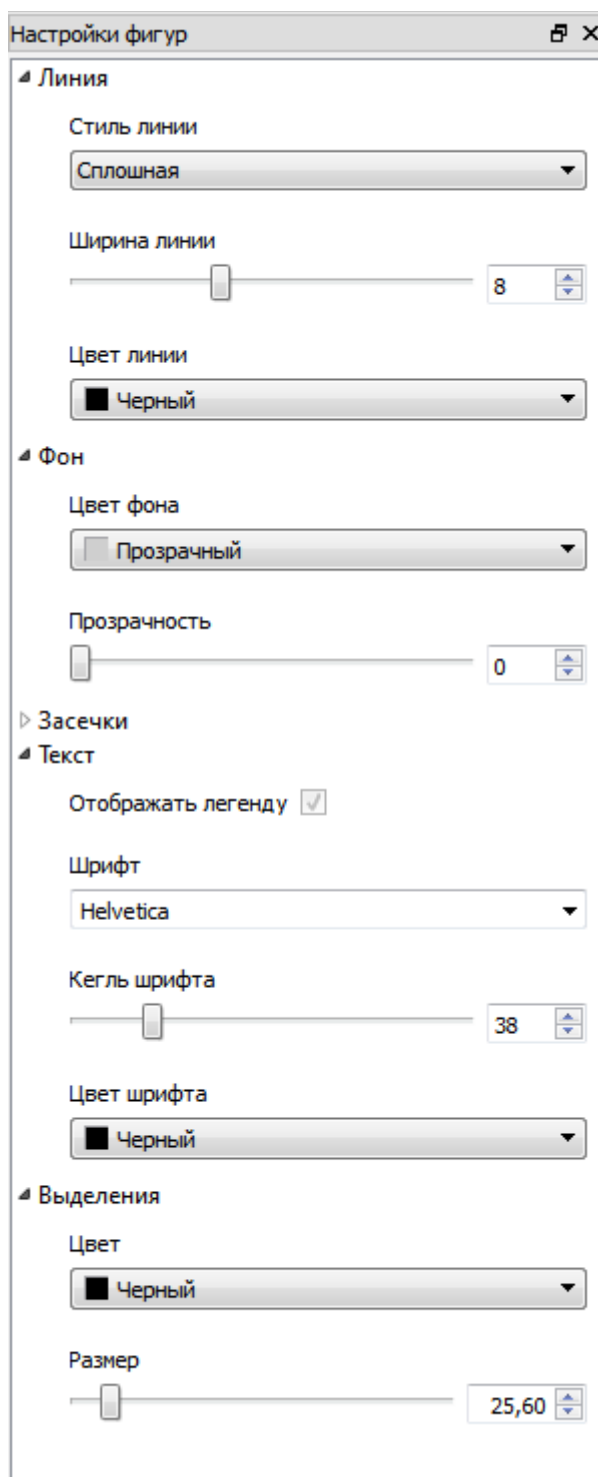 Настройки фигур
Линия
Стиль линии
Сплошная
Ширина линии
8
Цвет линии
Черный
Фон
Цвет фона
Прозрачный
Прозрачность
0
Засечки
Текст
Отображать легенду
Шрифт
Helvetica
Кегль шрифта
38
Цвет шрифта
Черный
Выделения
Цвет
Черный
Размер
25,60